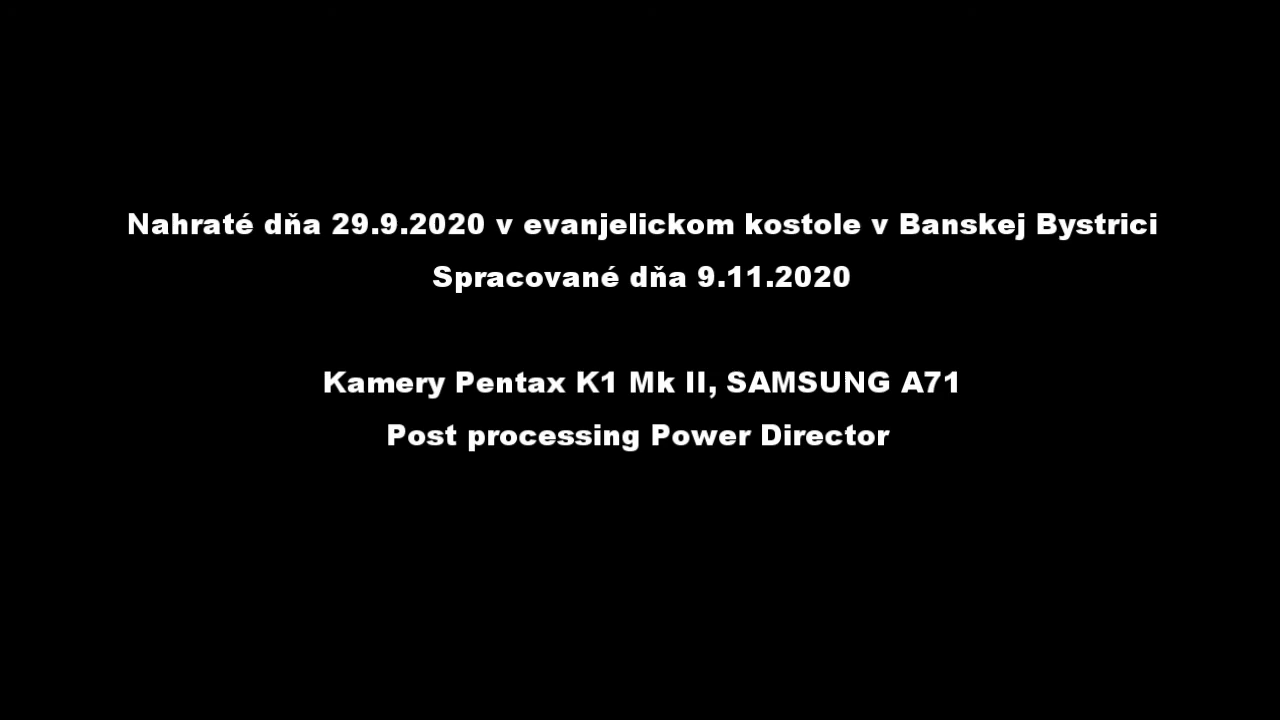 Nahraté dňa 29.9.2020 v evanjelickom kostole v Banskej Bystrici
Spracované dňa 9.11.2020
Kamery Pentax K1 Mk II, SAMSUNG A71
Post processing Power Director